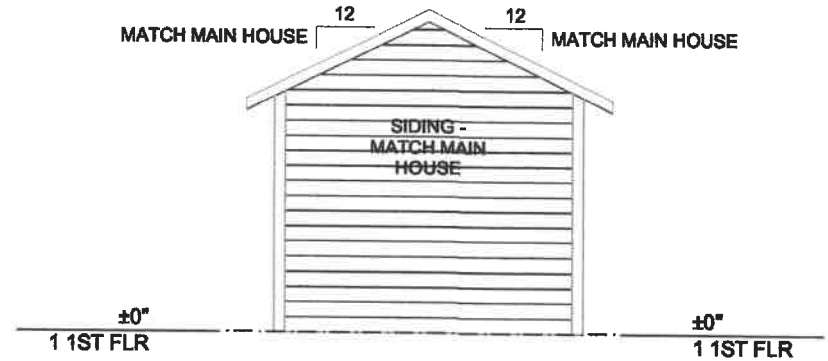 12
12
MATCH MAIN HOUSE
MATCH MAIN HOUSE
SIDING -
MATCH MAIN
HOUSE
±0"
±0"
1 1ST FLR
1 1ST FLR